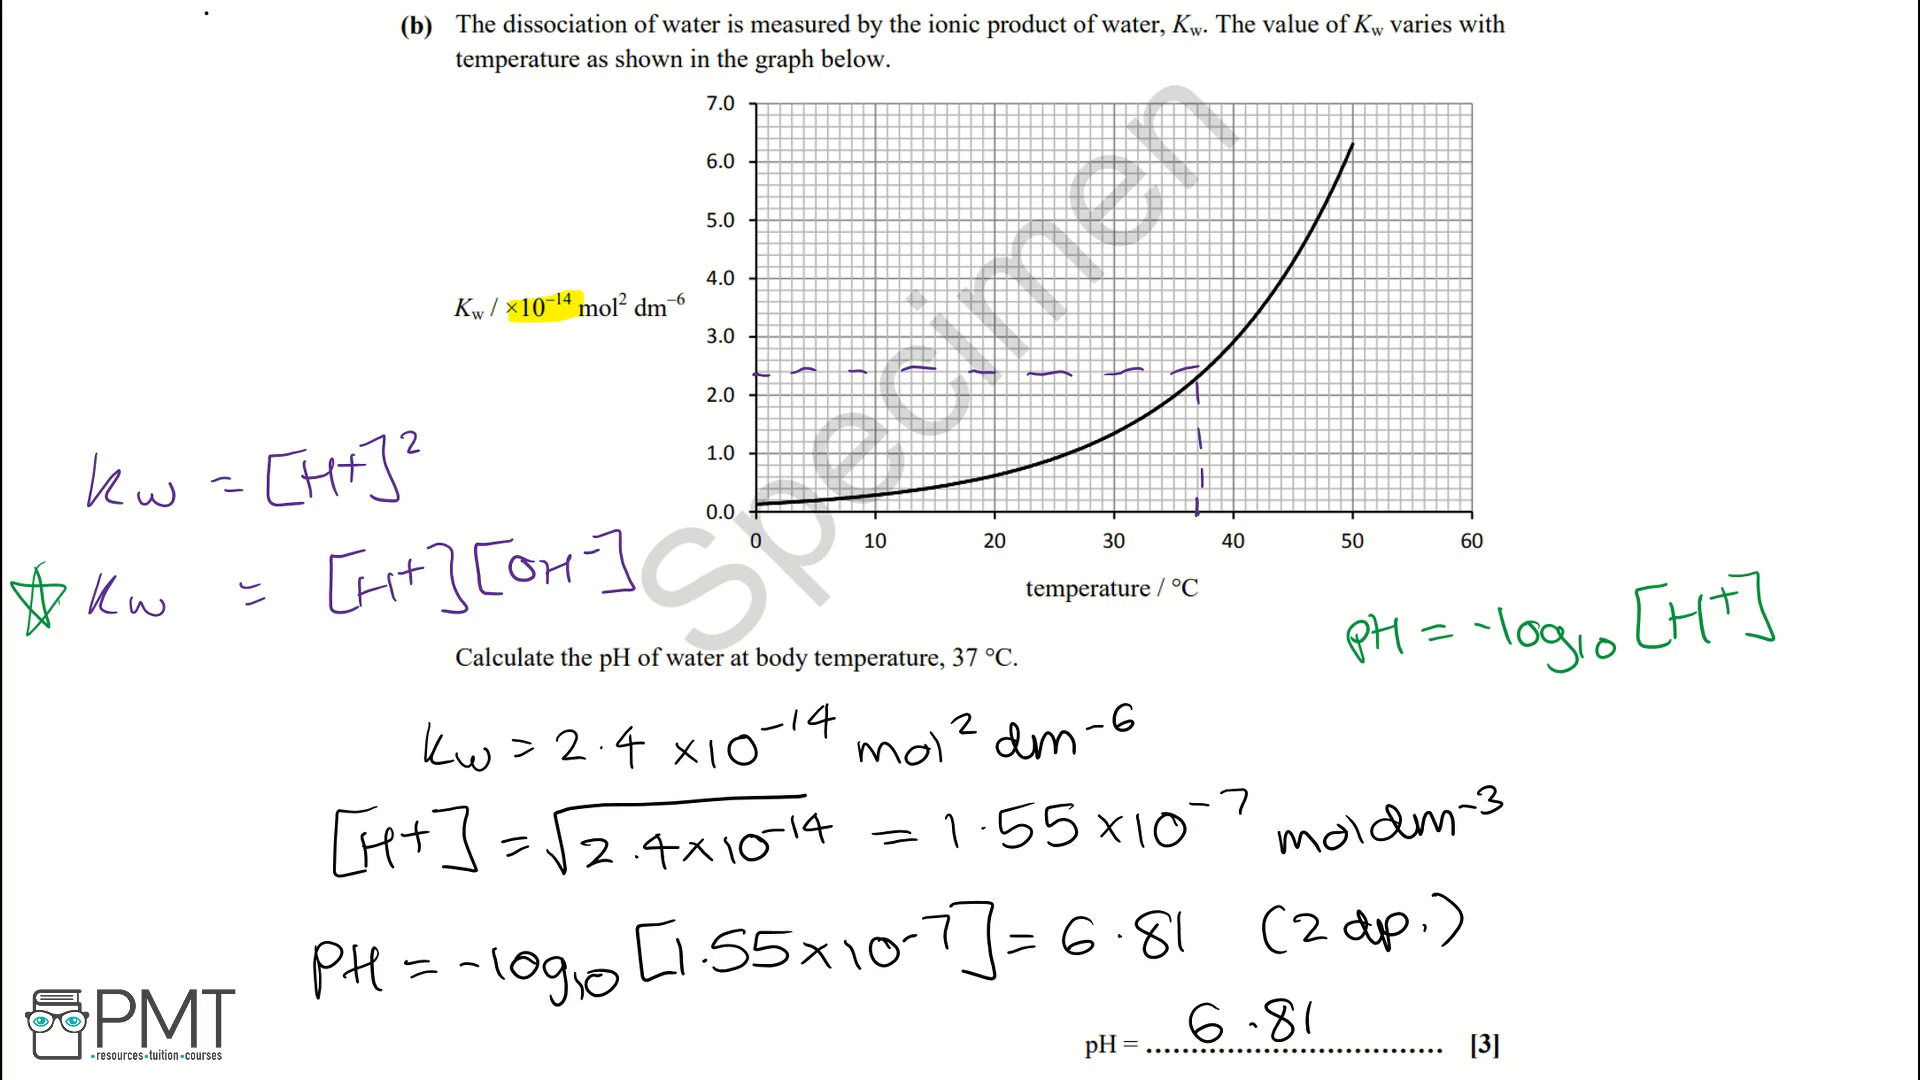 (b) The dissociation of water is measured by the ionic product of water, Kw. The value of Kw varies with
temperature as shown in the graph below.
7.0
6.0
5.0
4.0
3.0
2.0
1.0
0.0
Kw / ×10⁻¹⁴ mol² dm⁻⁶
0 10 20 30 40 50 60
temperature / °C
Specimen
Kw = [H+]²
Kw = [H+][OH⁻]
pH = -log₁₀ [H+]
Calculate the pH of water at body temperature, 37 °C.
Kw = 2.4 ×10⁻¹⁴ mol² dm⁻⁶
[H+] = √2.4×10⁻¹⁴ = 1.55×10⁻⁷ moldm⁻³
pH = -log₁₀ [1.55×10⁻⁷] = 6.81 (2 dp.)
6.81
pH = .................................. [3]
PMT
•resources•tuition•courses